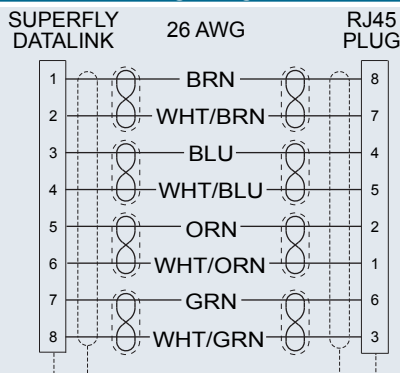 SUPERFLY DATALINK
26 AWG
RJ45 PLUG
1 BRN 8
2 WHT/BRN 7
3 BLU 4
4 WHT/BLU 5
5 ORN 2
6 WHT/ORN 1
7 GRN 6
8 WHT/GRN 3